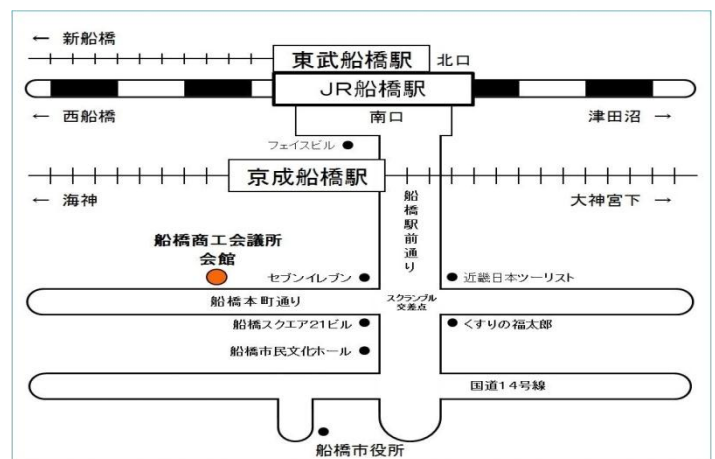 ← 新船橋
東武船橋駅 北口
JR船橋駅
← 西船橋 南口 津田沼 →
フェイスビル ●
京成船橋駅
← 海神 大神宮下 →
船橋駅前通り
船橋商工会議所
会館
セブンイレブン ● ● 近畿日本ツーリスト
船橋本町通り
スクランブル
交差点
船橋スクエア21ビル ● ● くすりの福太郎
船橋市民文化ホール ●
国道14号線
船橋市役所